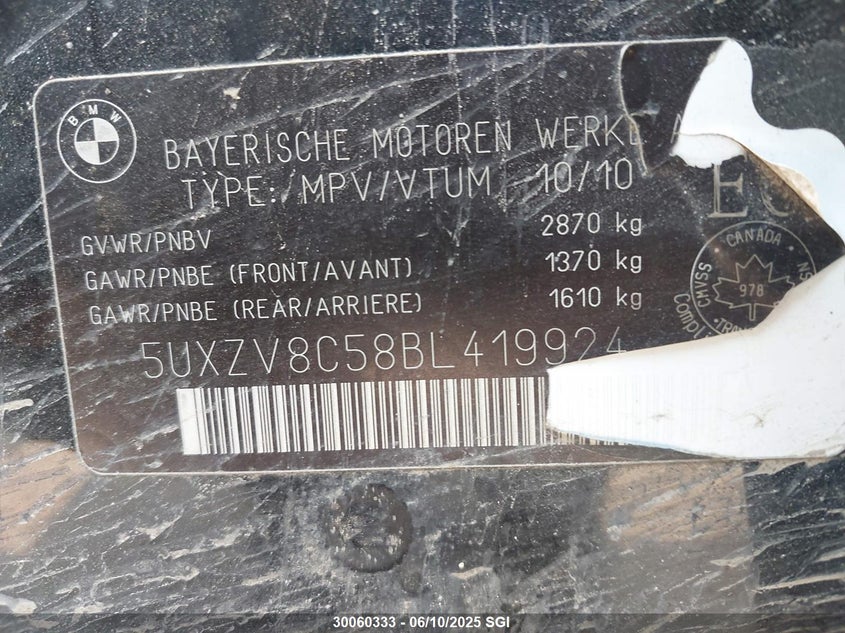 BMW
BAYERISCHE MOTOREN WERKE A
TYPE: MPV/VTUM 10/10
EC
GVWR/PNBV 2870 kg
GAWR/PNBE (FRONT/AVANT) 1370 kg
GAWR/PNBE (REAR/ARRIERE) 1610 kg
CANADA
978
5UXZV8C58BL419924
30060333 — 06/10/2025 SGI